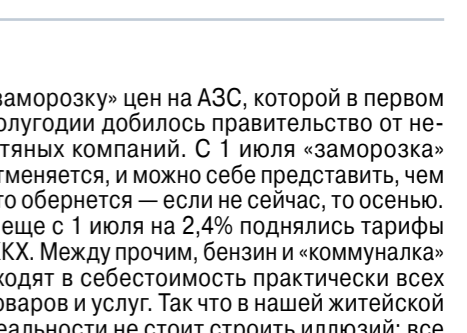 заморозку» цен на АЗС, которой в первом
олугодии добилось правительство от не-
тяных компаний. С 1 июля «заморозка»
тменяется, и можно себе представить, чем
то обернется — если не сейчас, то осенью.
еще с 1 июля на 2,4% поднялись тарифы
КХ. Между прочим, бензин и «коммуналка»
ходят в себестоимость практически всех
оваров и услуг. Так что в нашей житейской
еальности не стоит строить иллюзий: все